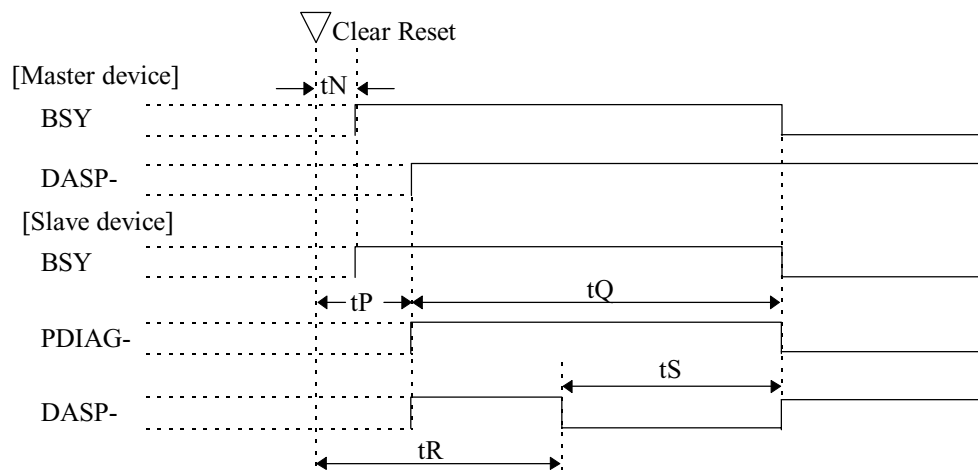 Clear Reset
[Master device]
tN
BSY
DASP-
[Slave device]
BSY
tP
tQ
PDIAG-
tS
DASP-
tR